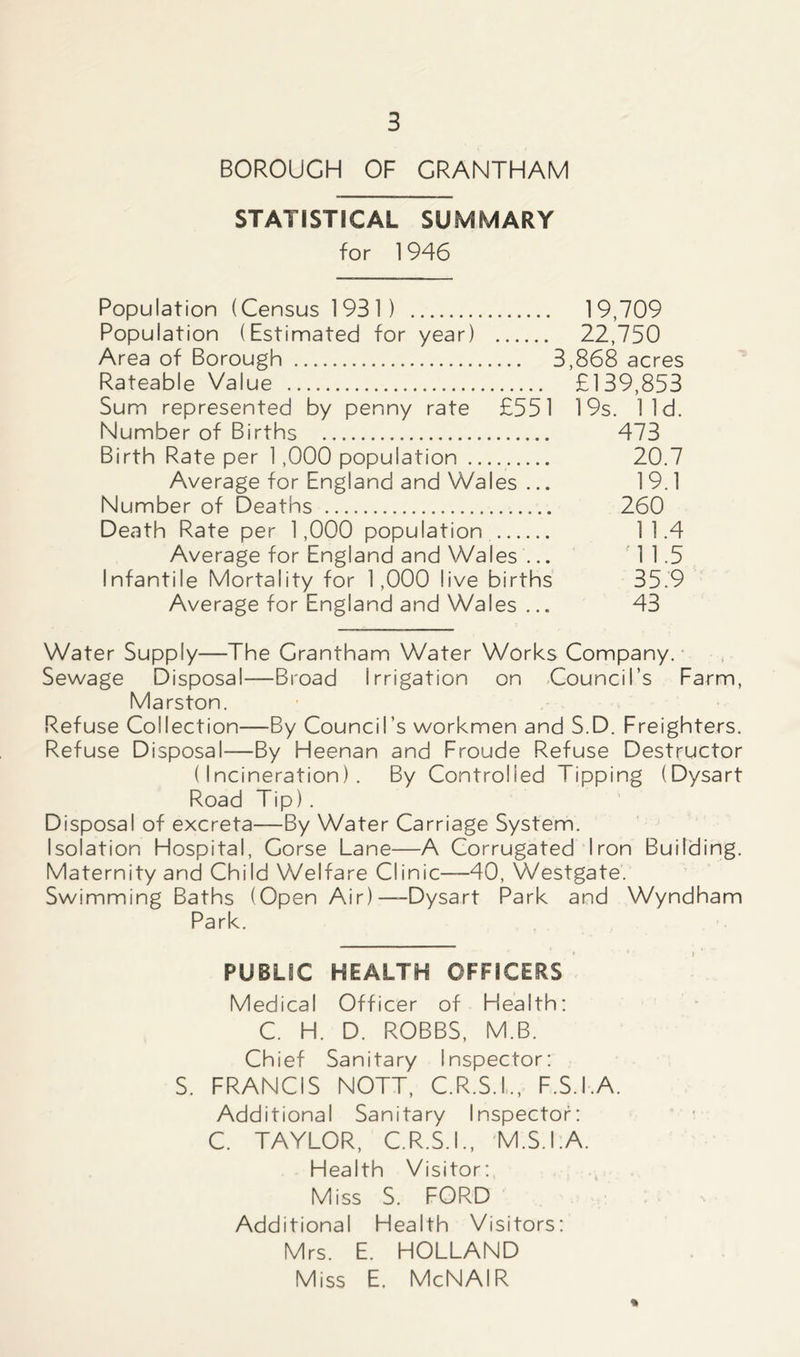 3
BOROUGH OF GRANTHAM
STATISTICAL SUMMARY
for 1946
Population (Census 1931) ................ 19,709
Population (Estimated for year) ...... 22,750
Area of Borough ......................... 3,868 acres
Rateable Value ............................ £139,853
Sum represented by penny rate £551 19s. 11d.
Number of Births ......................... 473
Birth Rate per 1,000 population .......... 20.7
Average for England and Wales ... 19.1
Number of Deaths ......................... 260
Death Rate per 1,000 population ...... 11.4
Average for England and Wales ... 11.5
Infantile Mortality for 1,000 live births 35.9
Average for England and Wales ... 43
Water Supply—The Grantham Water Works Company.
Sewage Disposal—Broad Irrigation on Council's Farm,
Marston.
Refuse Collection—By Council's workmen and S.D. Freighters.
Refuse Disposal—By Heenan and Froude Refuse Destructor
(Incineration). By Controlled Tipping (Dysart
Road Tip).
Disposal of excreta—By Water Carriage System.
Isolation Hospital, Gorse Lane—A Corrugated Iron Building.
Maternity and Child Welfare Clinic—40, Westgate.
Swimming Baths (Open Air)—Dysart Park and Wyndham
Park.
PUBLIC HEALTH OFFICERS
Medical Officer of Health:
C. H. D. ROBBS, M.B.
Chief Sanitary Inspector:
S. FRANCIS NOTT, C.R.S.I., F.S.I.A.
Additional Sanitary Inspector:
C. TAYLOR, C.R.S.I., M.S.I.A.
Health Visitor:
Miss S. FORD
Additional Health Visitors:
Mrs. E. HOLLAND
Miss E. McNAIR